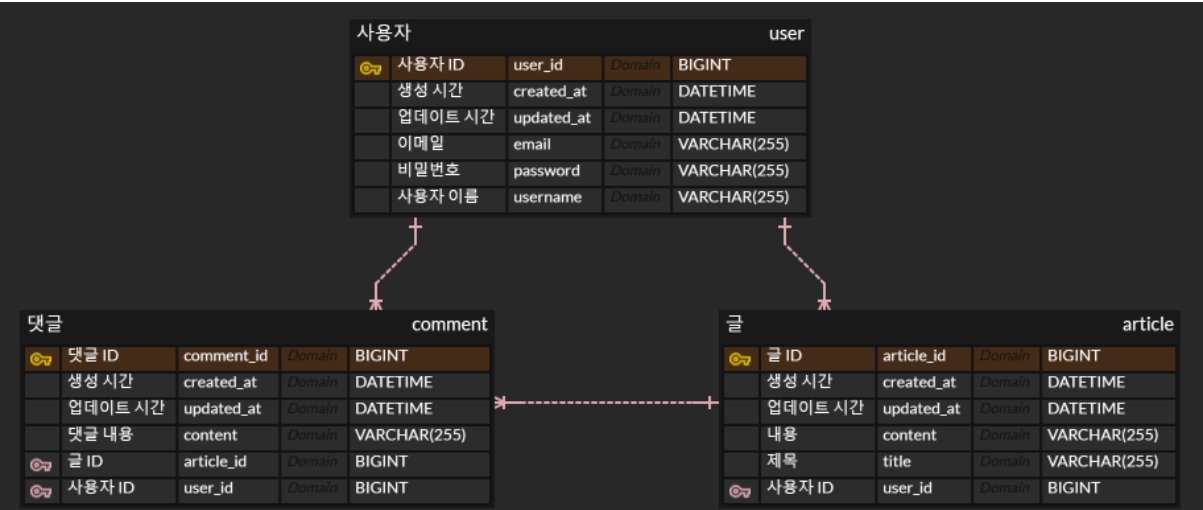 사용자 user
사용자 ID user_id Domain BIGINT
생성 시간 created_at Domain DATETIME
업데이트 시간 updated_at Domain DATETIME
이메일 email Domain VARCHAR(255)
비밀번호 password Domain VARCHAR(255)
사용자 이름 username Domain VARCHAR(255)
댓글 comment
댓글 ID comment_id Domain BIGINT
생성 시간 created_at Domain DATETIME
업데이트 시간 updated_at Domain DATETIME
댓글 내용 content Domain VARCHAR(255)
글 ID article_id Domain BIGINT
사용자 ID user_id Domain BIGINT
글 article
글 ID article_id Domain BIGINT
생성 시간 created_at Domain DATETIME
업데이트 시간 updated_at Domain DATETIME
내용 content Domain VARCHAR(255)
제목 title Domain VARCHAR(255)
사용자 ID user_id Domain BIGINT